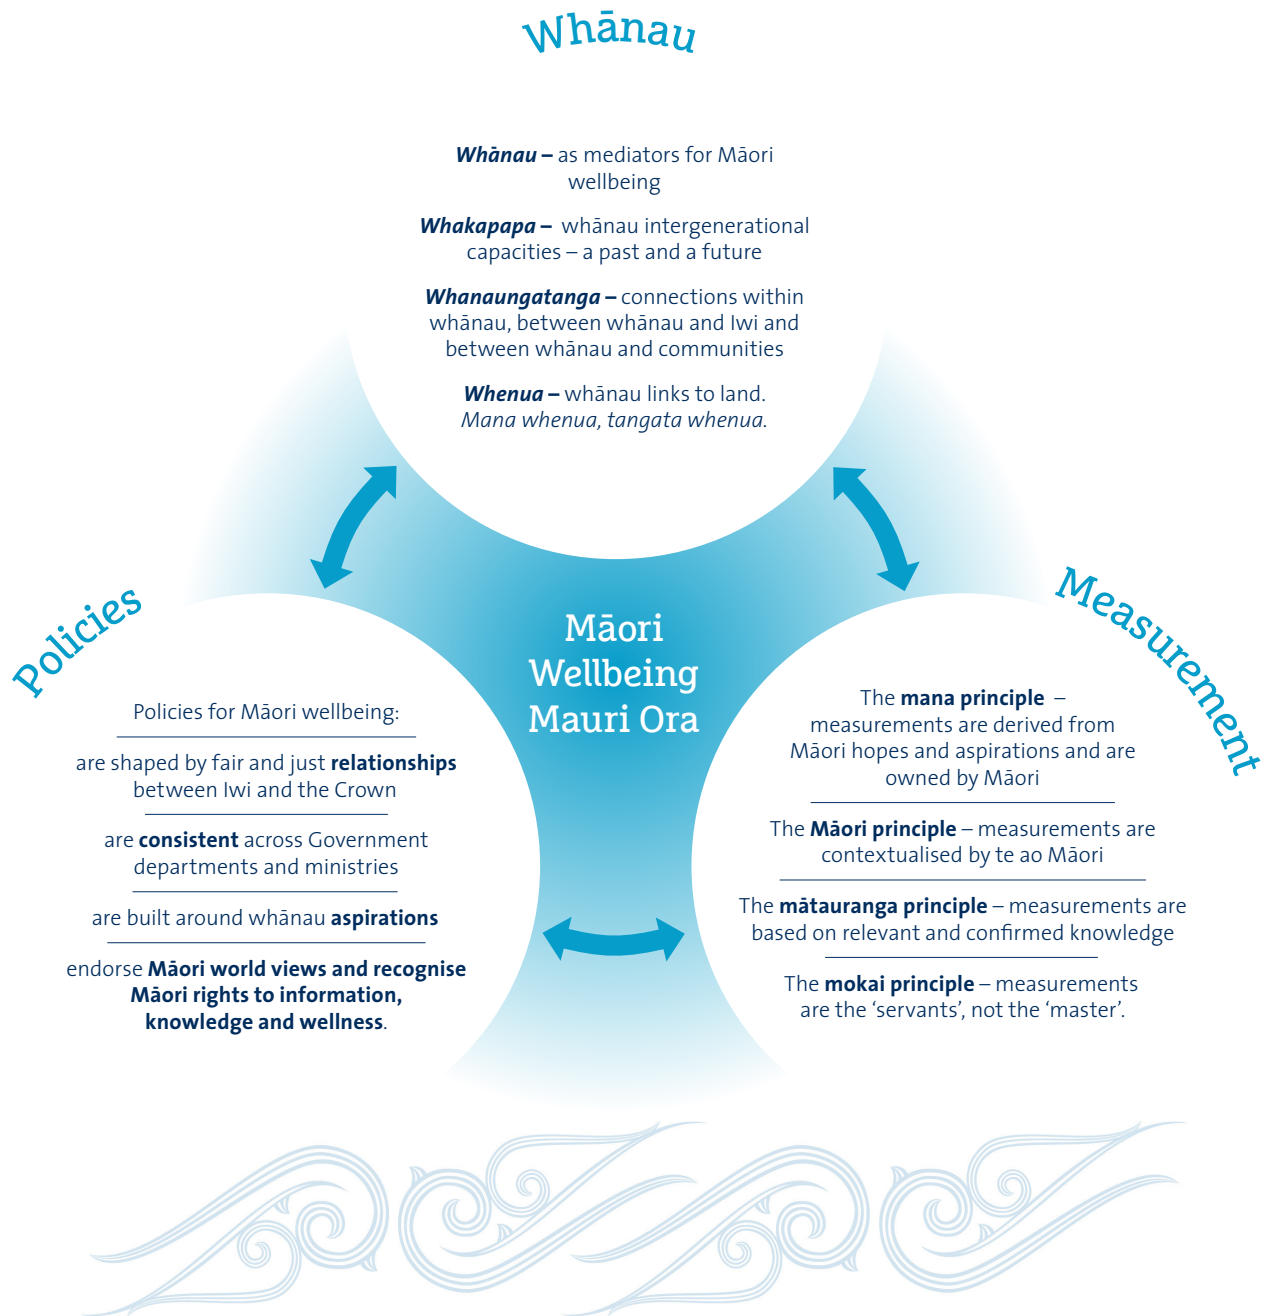 Whānau
Whānau – as mediators for Māori
wellbeing
Whakapapa – whānau intergenerational
capacities – a past and a future
Whanaungatanga – connections within
whānau, between whānau and Iwi and
between whānau and communities
Whenua – whānau links to land.
Mana whenua, tangata whenua.
Māori
Wellbeing
Mauri Ora
Policies
Policies for Māori wellbeing:
are shaped by fair and just relationships
between Iwi and the Crown
are consistent across Government
departments and ministries
are built around whānau aspirations
endorse Māori world views and recognise
Māori rights to information,
knowledge and wellness.
Measurement
The mana principle –
measurements are derived from
Māori hopes and aspirations and are
owned by Māori
The Māori principle – measurements are
contextualised by te ao Māori
The mātauranga principle – measurements are
based on relevant and confirmed knowledge
The mokai principle – measurements
are the ‘servants’, not the ‘master’.